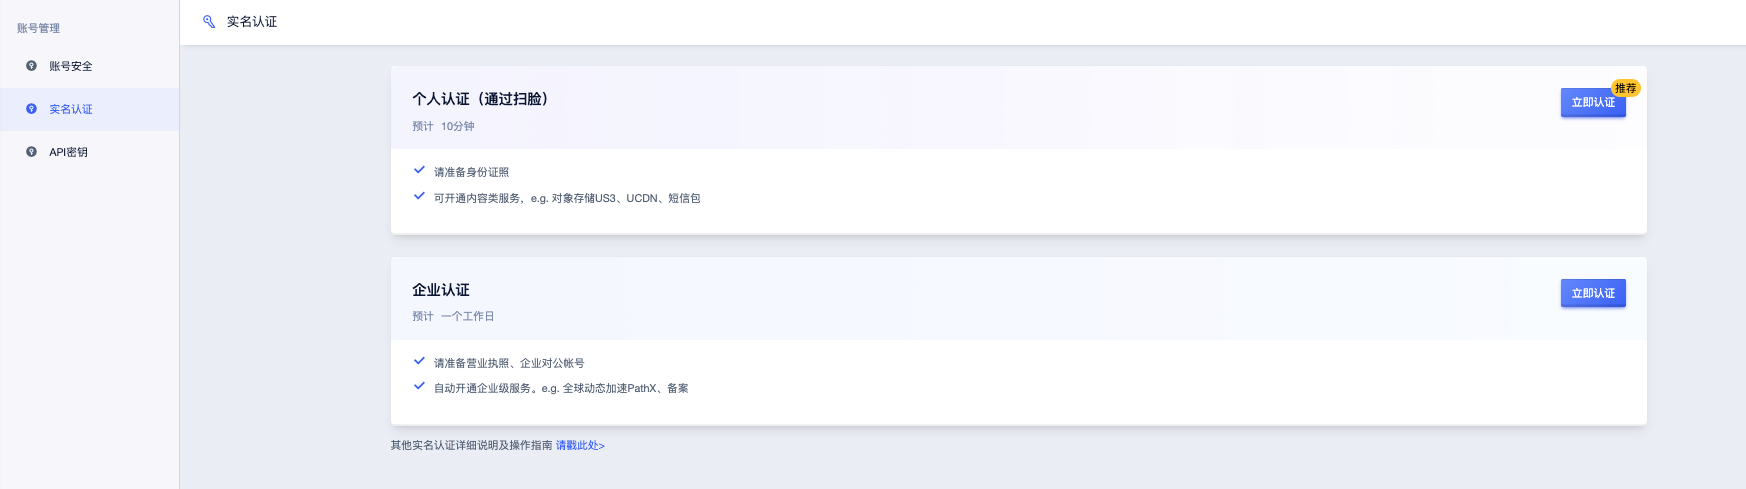 账号管理
账号安全
实名认证
API密钥
实名认证
个人认证（通过扫脸）
预计 10分钟
推荐
立即认证
请准备身份证照
可开通内容类服务，e.g. 对象存储US3、UCDN、短信包
企业认证
预计 一个工作日
立即认证
请准备营业执照、企业对公帐号
自动开通企业级服务。e.g. 全球动态加速PathX、备案
其他实名认证详细说明及操作指南 请戳此处>